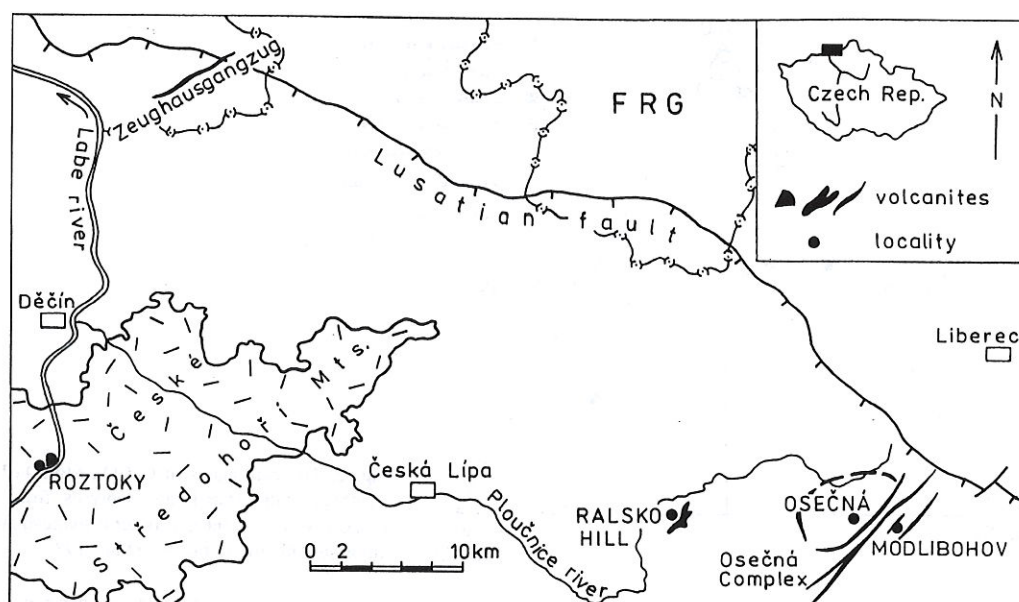 Zeughausgangzug
Labe river
FRG
Lusatian fault
Czech Rep.
N
volcanites
locality
Děčín
Liberec
České
Středohoří Mts.
ROZTOKY
Česká Lípa
Ploučnice river
RALSKO
HILL
OSEČNÁ
MODLIBOHOV
Osečná
Complex
0 2 10km